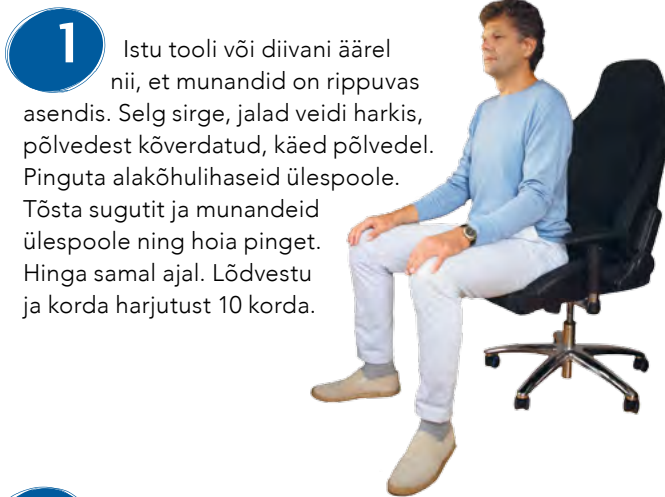 1
Istu tooli või diivani äärel
nii, et munandid on rippuvas
asendis. Selg sirge, jalad veidi harkis,
põlvedest kõverdatud, käed põlvedel.
Pinguta alakõhulihaseid ülespoole.
Tõsta sugutit ja munandeid
ülespoole ning hoia pinget.
Hinga samal ajal. Lõdvestu
ja korda harjutust 10 korda.